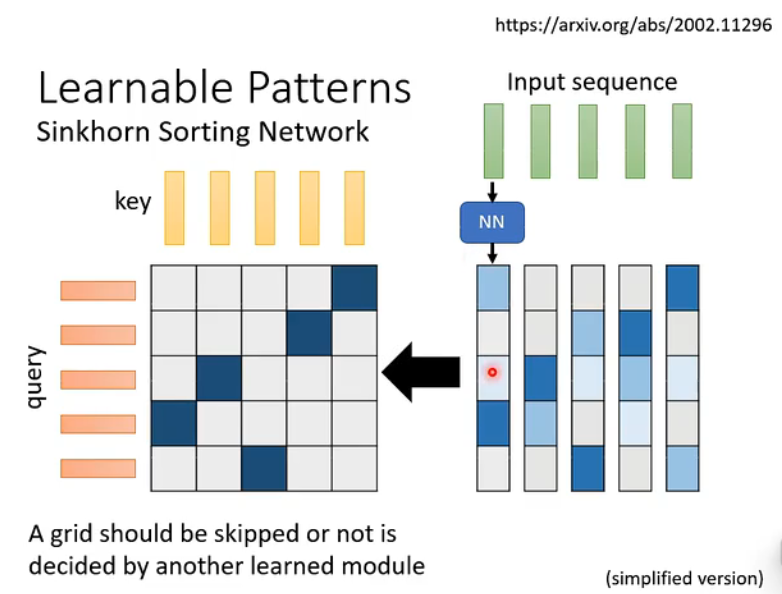 https://arxiv.org/abs/2002.11296
Learnable Patterns
Sinkhorn Sorting Network
Input sequence
key
NN
query
A grid should be skipped or not is
decided by another learned module
(simplified version)